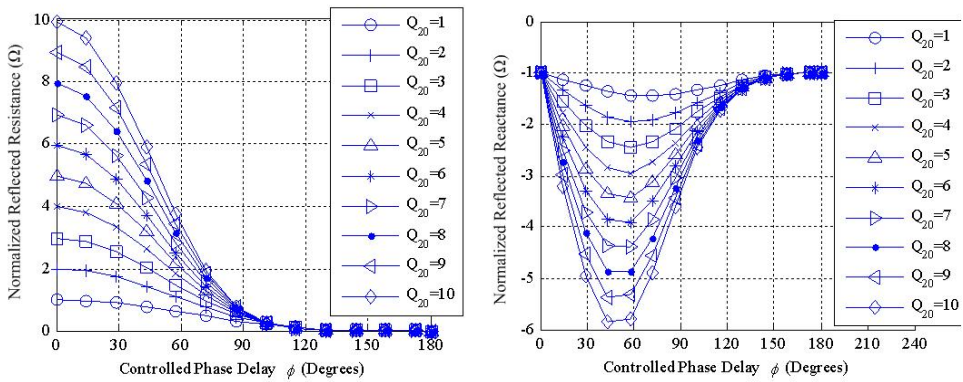 Normalized Reflected Resistance (Ω)
10
8
6
4
2
0
0
30
60
90
120
150
180
Controlled Phase Delay ϕ (Degrees)
Q20=1
Q20=2
Q20=3
Q20=4
Q20=5
Q20=6
Q20=7
Q20=8
Q20=9
Q20=10
Normalized Reflected Reactance (Ω)
0
-1
-2
-3
-4
-5
-6
0
30
60
90
120
150
180
210
240
Controlled Phase Delay ϕ (Degrees)
Q20=1
Q20=2
Q20=3
Q20=4
Q20=5
Q20=6
Q20=7
Q20=8
Q20=9
Q20=10